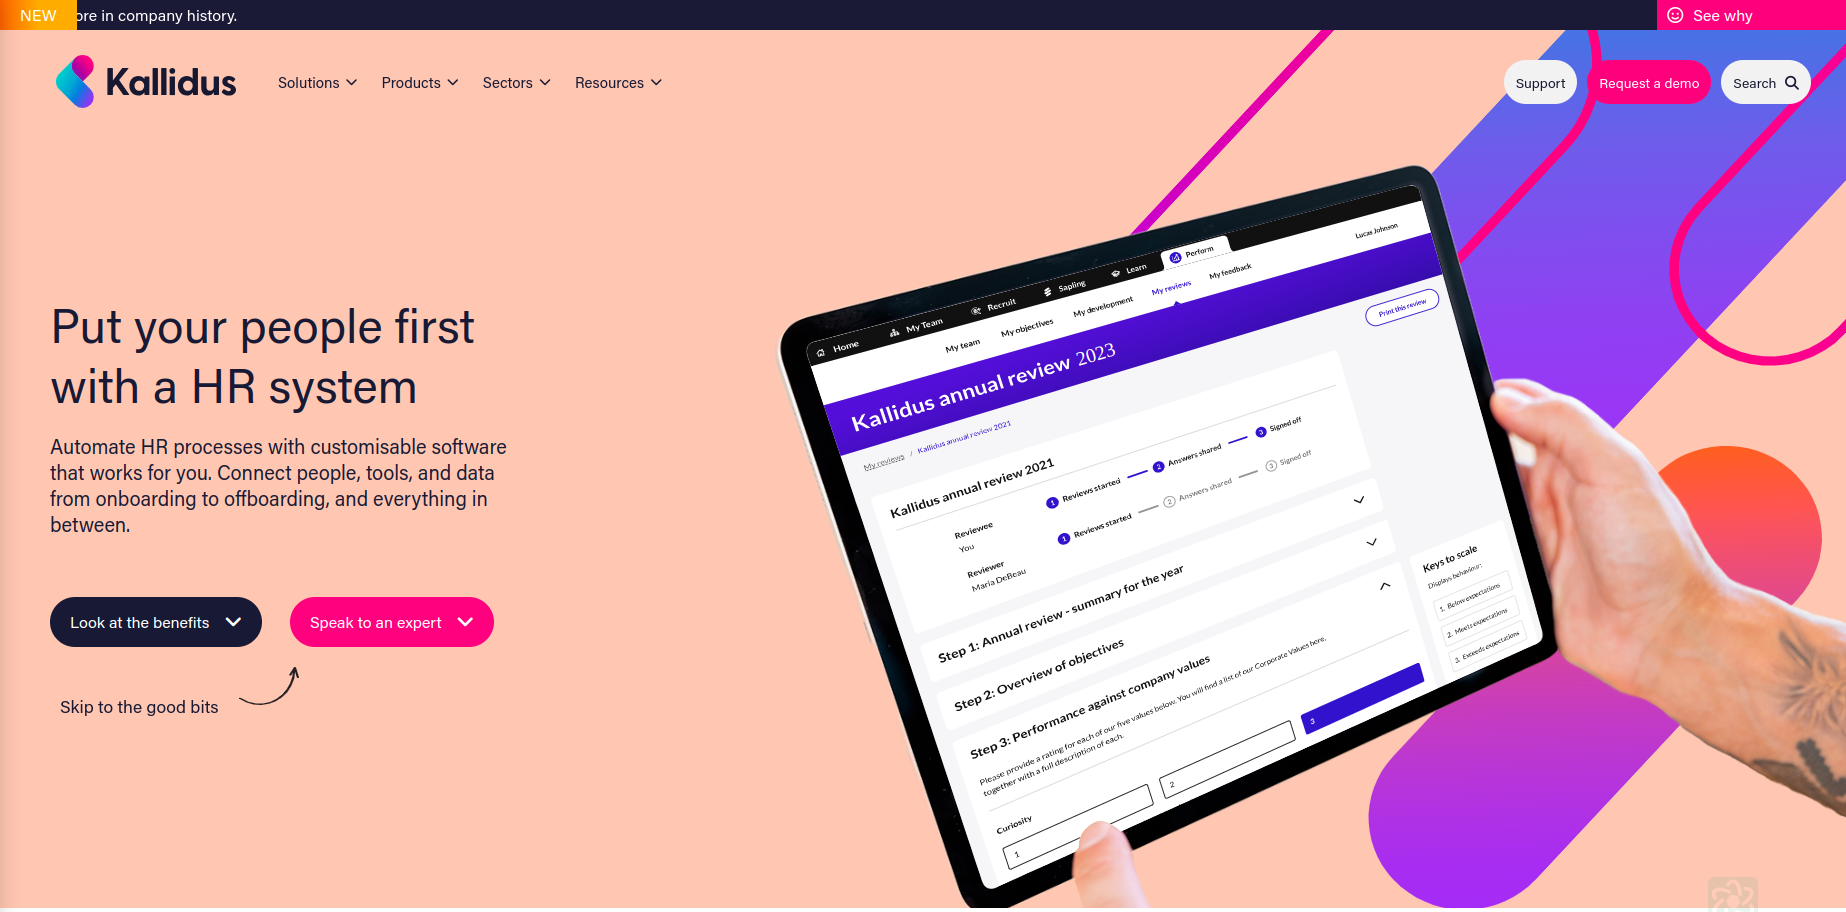 NEW
ore in company history.
See why
Kallidus
Solutions
Products
Sectors
Resources
Support
Request a demo
Search
Put your people first
with a HR system
Automate HR processes with customisable software
that works for you. Connect people, tools, and data
from onboarding to offboarding, and everything in
between.
Look at the benefits
Speak to an expert
Skip to the good bits
Home
My Team
Recruit
Sapling
Learn
Perform
Lucas Johnson
My team
My objectives
My development
My reviews
My feedback
Kallidus annual review 2023
Print this review
My reviews / Kallidus annual review 2021
Kallidus annual review 2021
Reviewee
You
1 Reviews started
2 Answers shared
3 Signed off
Reviewer
Maria DeBeau
1 Reviews started
2 Answers shared
3 Signed off
Step 1: Annual review - summary for the year
Step 2: Overview of objectives
Step 3: Performance against company values
Please provide a rating for each of our five values below. You will find a list of our Corporate Values here,
together with a full description of each.
Curiosity
1
2
3
Keys to scale
Displays behaviour:
1. Below expectations
2. Meets expectations
3. Exceeds expectations